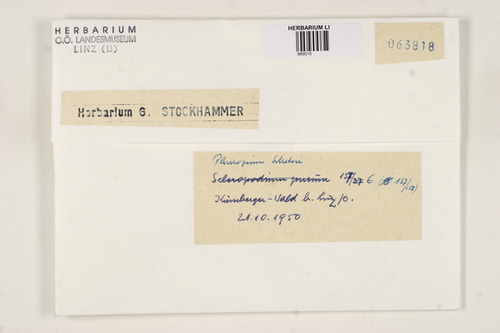 HERBARIUM
O.Ö. LANDESMUSEUM
LINZ (LI)
HERBARIUM LI
063818
Herbarium G. STOCKHAMMER
Pleurozium Schreberi
Scleropodium purum
Kürnberger-Wald b. Linz/D.
21.10.1950